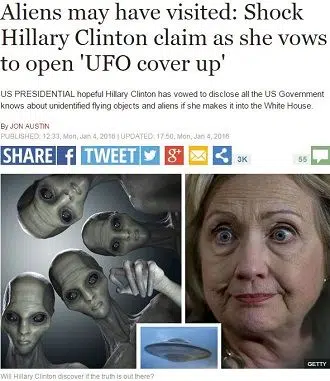 Aliens may have visited: Shock
Hillary Clinton claim as she vows
to open 'UFO cover up'
US PRESIDENTIAL hopeful Hillary Clinton has vowed to disclose all the US Government
knows about unidentified flying objects and aliens if she makes it into the White House.
By JON AUSTIN
PUBLISHED: 12:33, Mon, Jan 4, 2016 | UPDATED: 17:50, Mon, Jan 4, 2016
SHARE f TWEET g+ 3K 55
GETTY
Will Hillary Clinton discover if the truth is out there?